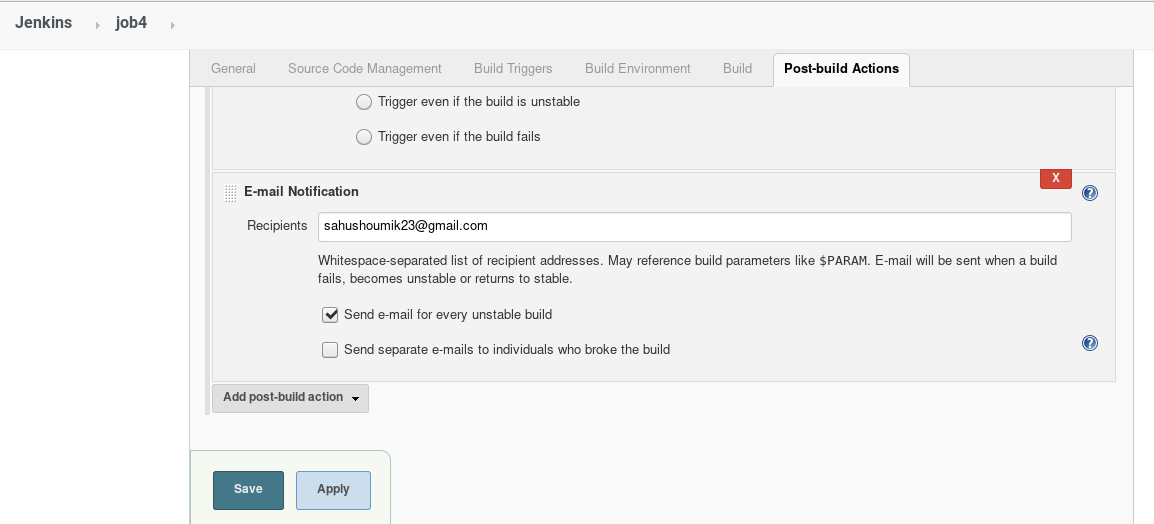 Jenkins job4
General Source Code Management Build Triggers Build Environment Build Post-build Actions
Trigger even if the build is unstable
Trigger even if the build fails
X
E-mail Notification ?
Recipients sahushoumik23@gmail.com
Whitespace-separated list of recipient addresses. May reference build parameters like $PARAM. E-mail will be sent when a build
fails, becomes unstable or returns to stable.
Send e-mail for every unstable build
Send separate e-mails to individuals who broke the build ?
Add post-build action
Save Apply